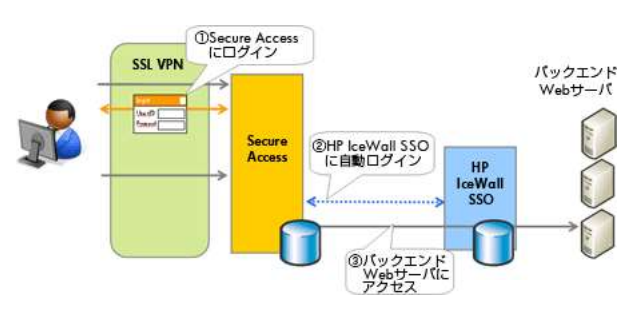 ①Secure Access
にログイン
SSL VPN
バックエンド
Webサーバ
Secure
Access
②HP IceWall SSO
に自動ログイン
HP
IceWall
SSO
③バックエンド
Webサーバに
アクセス